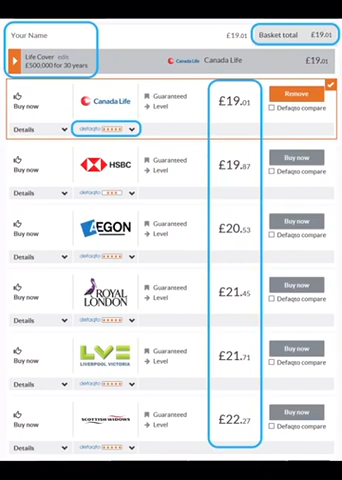 Your Name £19.01 Basket total £19.01
Life Cover edit
£500,000 for 30 years Canada Life Canada Life £19.01
Buy now Canada Life Guaranteed Level £19.01 Remove Defaqto compare
Details defaqto
Buy now HSBC Guaranteed Level £19.87 Buy now Defaqto compare
Details defaqto
Buy now AEGON Guaranteed Level £20.53 Buy now Defaqto compare
Details defaqto
Buy now ROYAL LONDON Guaranteed Level £21.45 Buy now Defaqto compare
Details defaqto
Buy now LV= LIVERPOOL VICTORIA Guaranteed Level £21.71 Buy now Defaqto compare
Details defaqto
Buy now SCOTTISH WIDOWS Guaranteed Level £22.27 Buy now Defaqto compare
Details defaqto